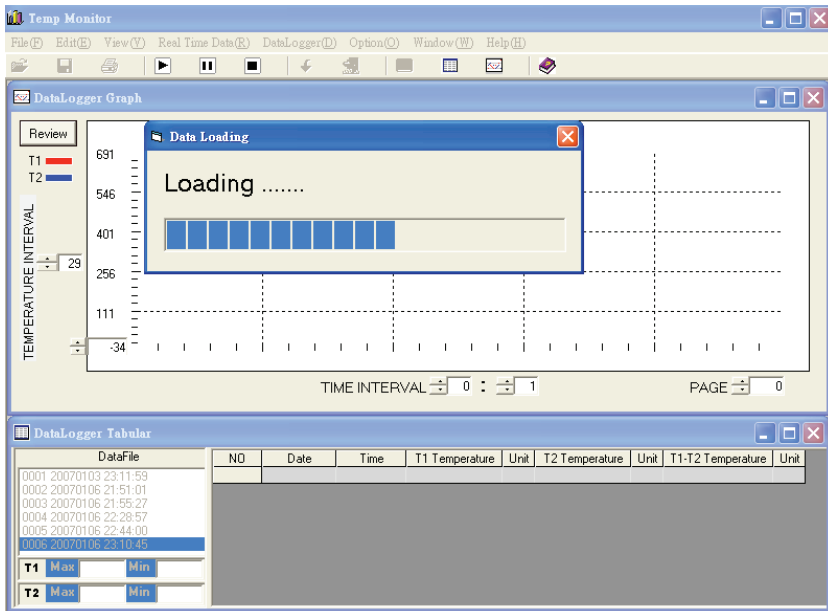 Temp Monitor
File(F) Edit(E) View(V) Real Time Data(R) DataLogger(D) Option(O) Window(W) Help(H)
DataLogger Graph
Review
T1
T2
Data Loading
Loading .......
TEMPERATURE INTERVAL
29
691
546
401
256
111
-34
TIME INTERVAL 0 : 1
PAGE 0
DataLogger Tabular
DataFile
0001 20070103 23:11:59
0002 20070106 21:51:01
0003 20070106 21:55:27
0004 20070106 22:28:57
0005 20070106 22:44:00
0006 20070106 23:10:45
T1 Max Min
T2 Max Min
NO Date Time T1 Temperature Unit T2 Temperature Unit T1-T2 Temperature Unit